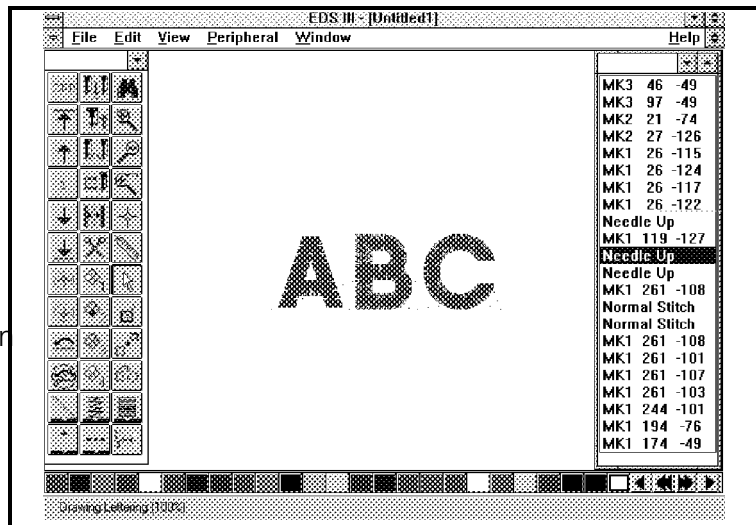 EDS III - [Untitled1]
File Edit View Peripheral Window Help
MK3 46 -49
MK3 97 -49
MK2 21 -74
MK2 27 -126
MK1 26 -115
MK1 26 -124
MK1 26 -117
MK1 26 -122
Needle Up
MK1 119 -127
Needle Up
Needle Up
MK1 261 -108
Normal Stitch
Normal Stitch
MK1 261 -108
MK1 261 -101
MK1 261 -107
MK1 261 -103
MK1 244 -101
MK1 194 -76
MK1 174 -49
ABC
Drawing Lettering (100%)